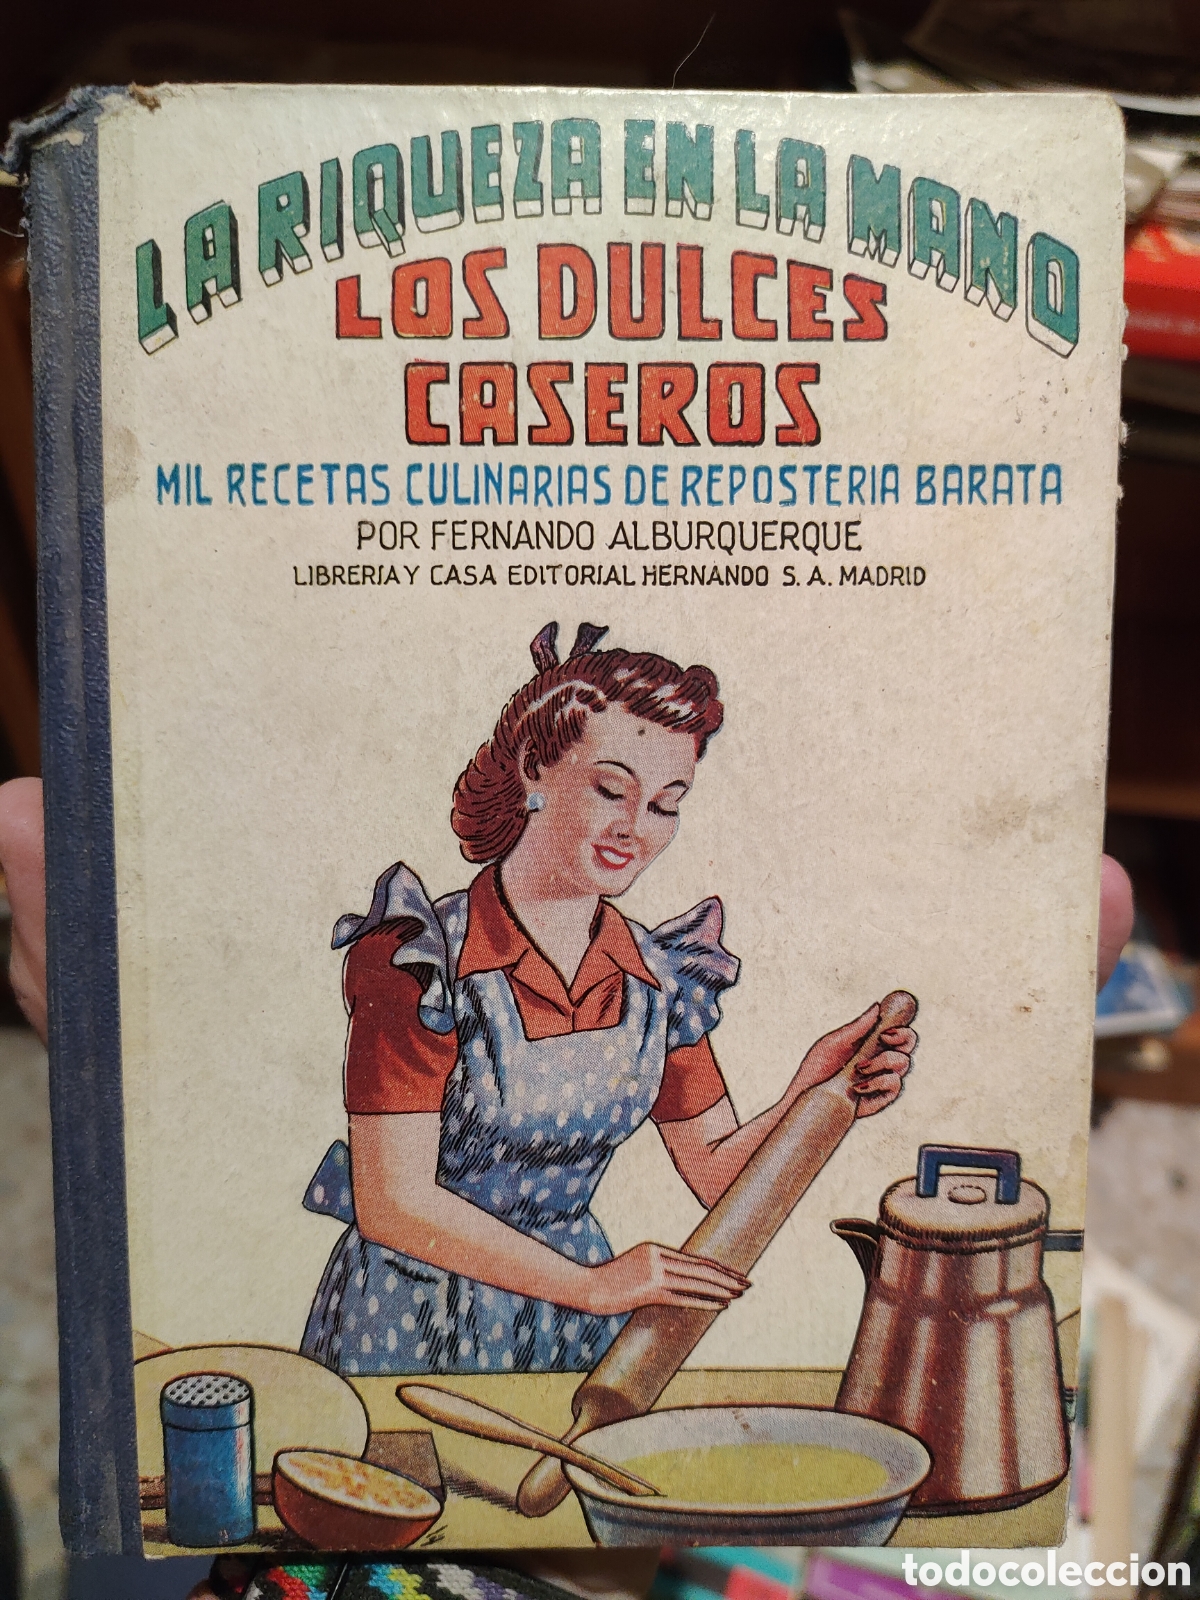 LA RIQUEZA EN LA MANO
LOS DULCES
CASEROS
MIL RECETAS CULINARIAS DE REPOSTERIA BARATA
POR FERNANDO ALBURQUERQUE
LIBRERIA Y CASA EDITORIAL HERNANDO S. A. MADRID
todocoleccion